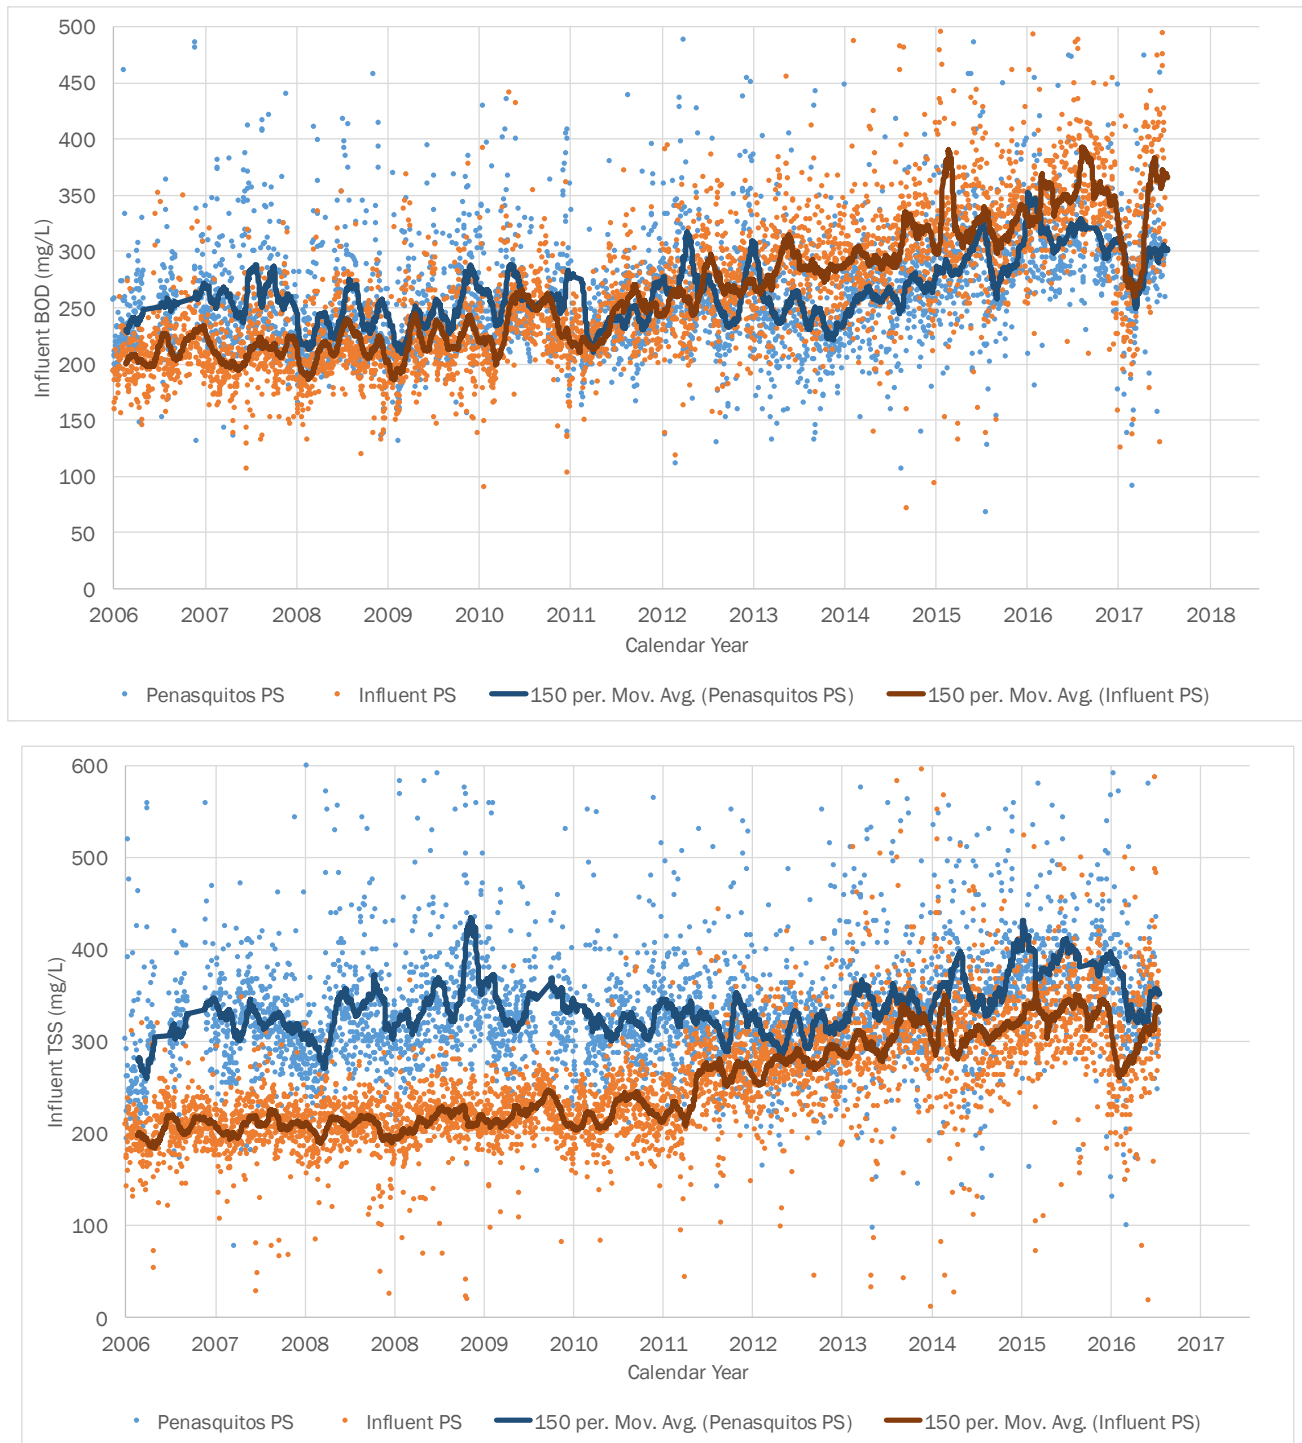 500
450
400
350
300
250
200
150
100
50
0
Influent BOD (mg/L)
2006 2007 2008 2009 2010 2011 2012 2013 2014 2015 2016 2017 2018
Calendar Year
Penasquitos PS Influent PS 150 per. Mov. Avg. (Penasquitos PS) 150 per. Mov. Avg. (Influent PS)
600
500
400
300
200
100
0
Influent TSS (mg/L)
2006 2007 2008 2008 2009 2010 2011 2012 2013 2014 2015 2016 2017
Calendar Year
Penasquitos PS Influent PS 150 per. Mov. Avg. (Penasquitos PS) 150 per. Mov. Avg. (Influent PS)